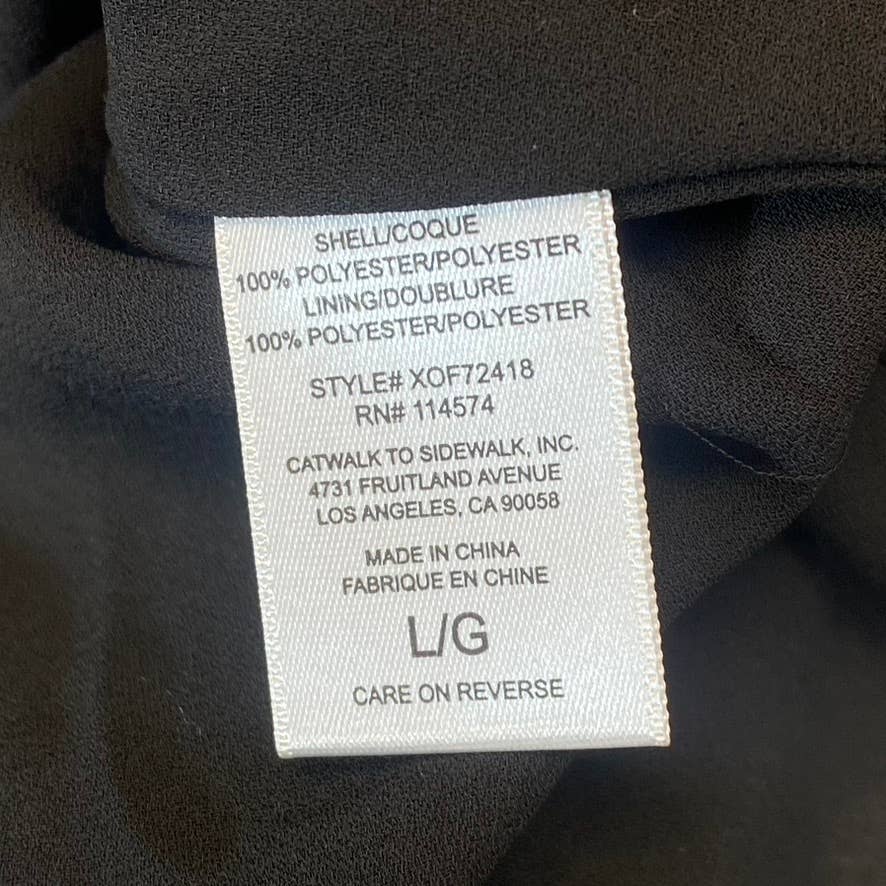 SHELL/COQUE
100% POLYESTER/POLYESTER
LINING/DOUBLURE
100% POLYESTER/POLYESTER
STYLE# XOF72418
RN# 114574
CATWALK TO SIDEWALK, INC.
4731 FRUITLAND AVENUE
LOS ANGELES, CA 90058
MADE IN CHINA
FABRIQUE EN CHINE
L/G
CARE ON REVERSE